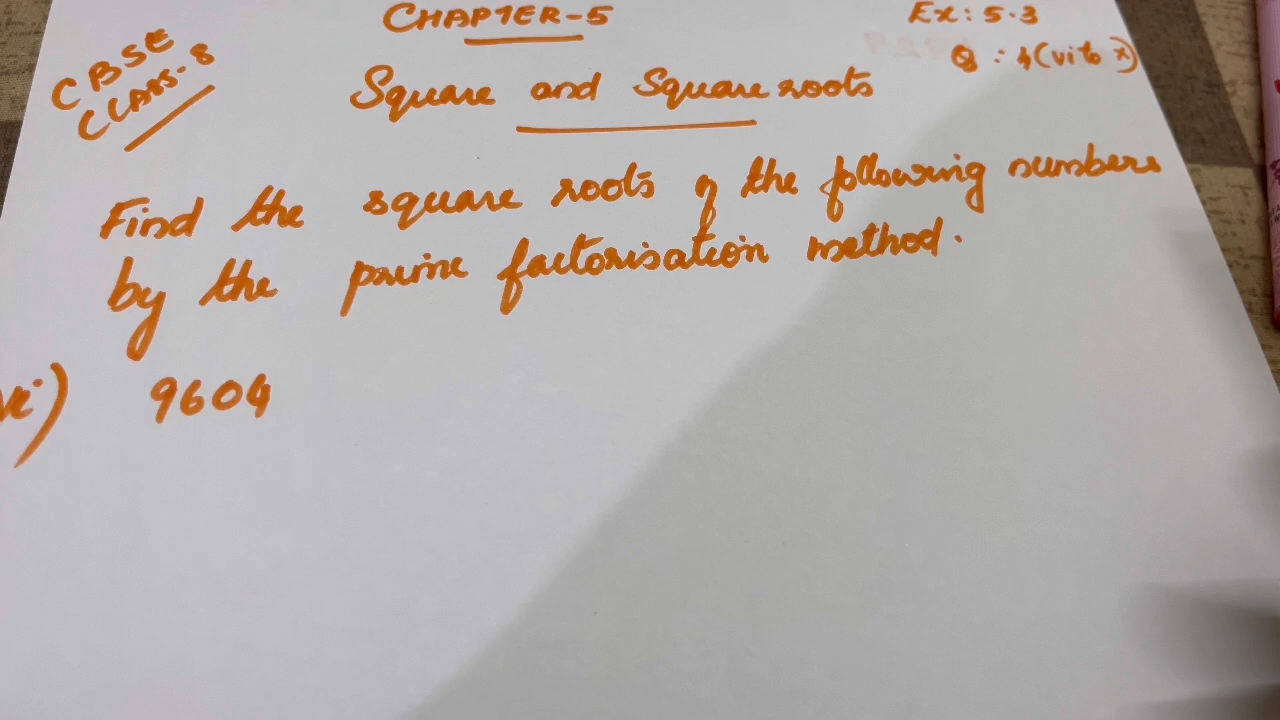 CHAPTER-5
Ex: 5.3
CBSE
CLASS-8
Q: 4(vi to x)
Square and Square roots
Find the square roots of the following numbers
by the prime factorisation method.
vi) 9604